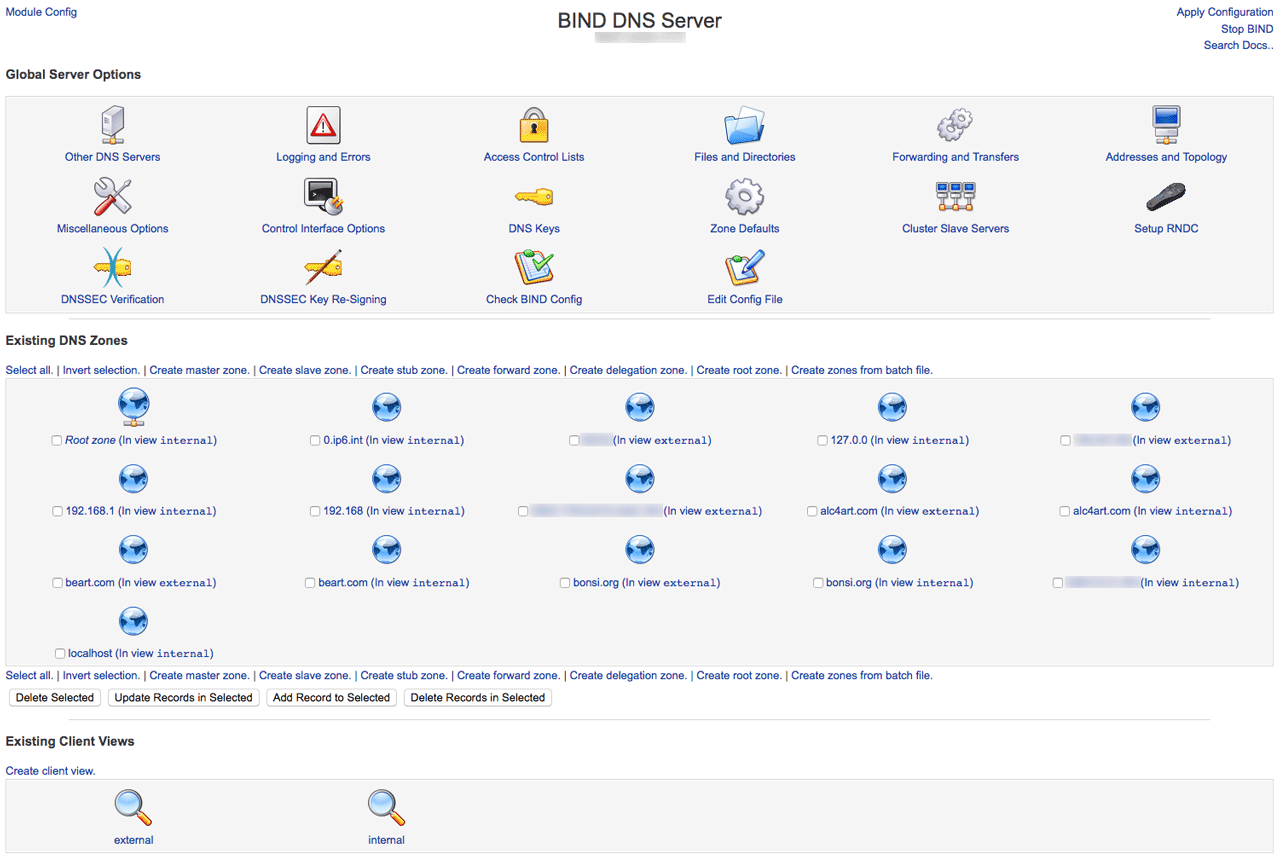 Module Config
BIND DNS Server
Apply Configuration
Stop BIND
Search Docs..
Global Server Options
Other DNS Servers Logging and Errors Access Control Lists Files and Directories Forwarding and Transfers Addresses and Topology
Miscellaneous Options Control Interface Options DNS Keys Zone Defaults Cluster Slave Servers Setup RNDC
DNSSEC Verification DNSSEC Key Re-Signing Check BIND Config Edit Config File
Existing DNS Zones
Select all. | Invert selection. | Create master zone. | Create slave zone. | Create stub zone. | Create forward zone. | Create delegation zone. | Create root zone. | Create zones from batch file.
Root zone (In view internal) 0.ip6.int (In view internal) (In view external) 127.0.0 (In view internal) (In view external)
192.168.1 (In view internal) 192.168 (In view internal) (In view external) alc4art.com (In view external) alc4art.com (In view internal)
beart.com (In view external) beart.com (In view internal) bonsi.org (In view external) bonsi.org (In view internal) (In view internal)
localhost (In view internal)
Select all. | Invert selection. | Create master zone. | Create slave zone. | Create stub zone. | Create forward zone. | Create delegation zone. | Create root zone. | Create zones from batch file.
Delete Selected Update Records in Selected Add Record to Selected Delete Records in Selected
Existing Client Views
Create client view.
external internal